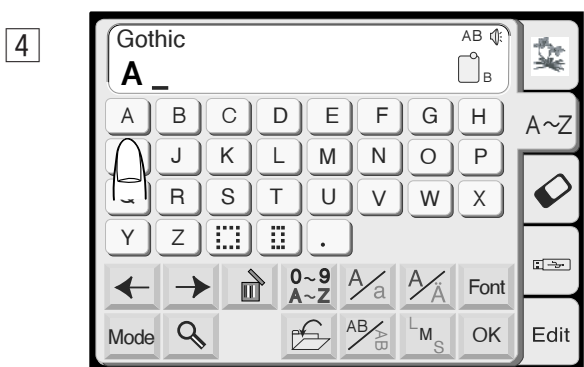 4
Gothic AB
A _ B
A B C D E F G H A~Z
J K L M N O P
R S T U V W X
Y Z .
0~9 A/a A/Ä Font
A~Z
Mode AB/AB L M S OK Edit